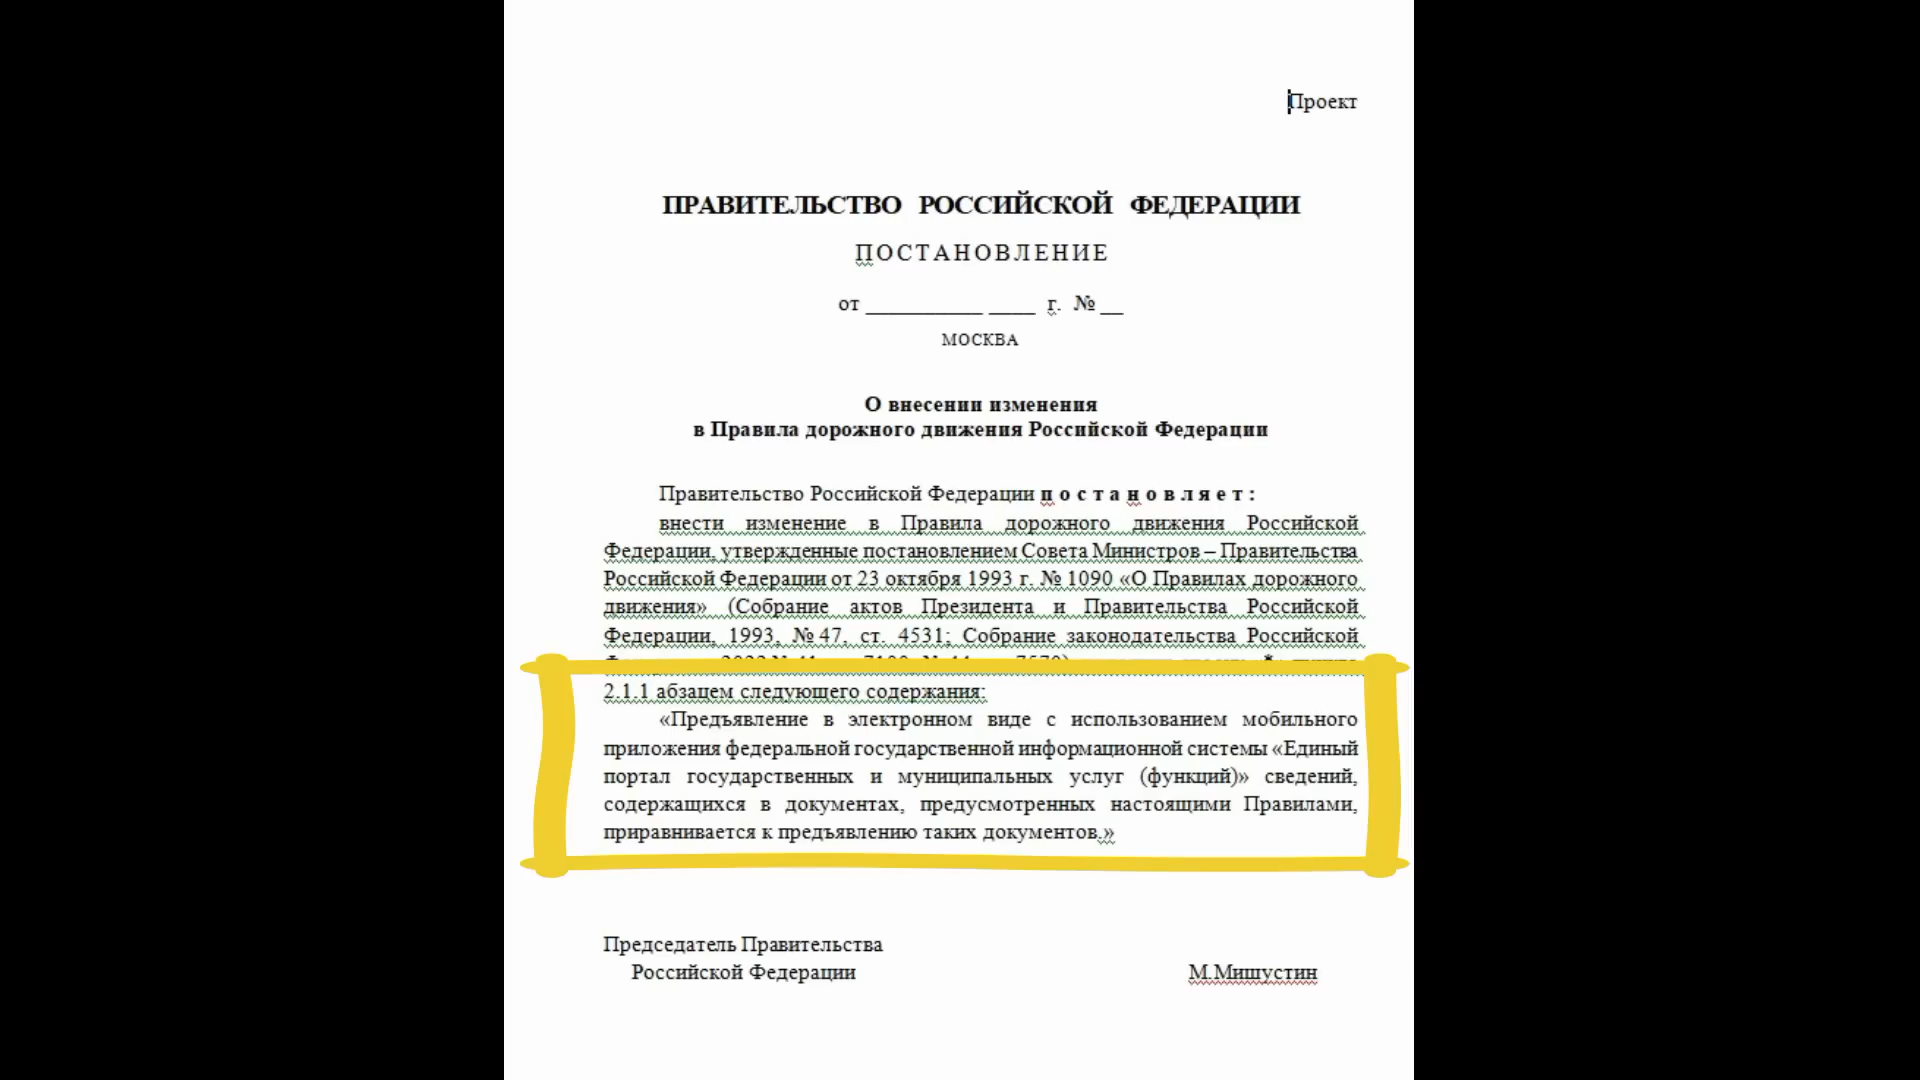 Проект
ПРАВИТЕЛЬСТВО РОССИЙСКОЙ ФЕДЕРАЦИИ
ПОСТАНОВЛЕНИЕ
от __________ ____ г. № __
МОСКВА
О внесении изменения
в Правила дорожного движения Российской Федерации
Правительство Российской Федерации п о с т а н о в л я е т :
внести изменение в Правила дорожного движения Российской
Федерации, утвержденные постановлением Совета Министров – Правительства
Российской Федерации от 23 октября 1993 г. № 1090 «О Правилах дорожного
движения» (Собрание актов Президента и Правительства Российской
Федерации, 1993, № 47, ст. 4531; Собрание законодательства Российской
2.1.1 абзацем следующего содержания:
«Предъявление в электронном виде с использованием мобильного
приложения федеральной государственной информационной системы «Единый
портал государственных и муниципальных услуг (функций)» сведений,
содержащихся в документах, предусмотренных настоящими Правилами,
приравнивается к предъявлению таких документов.»
Председатель Правительства
Российской Федерации
М.Мишустин